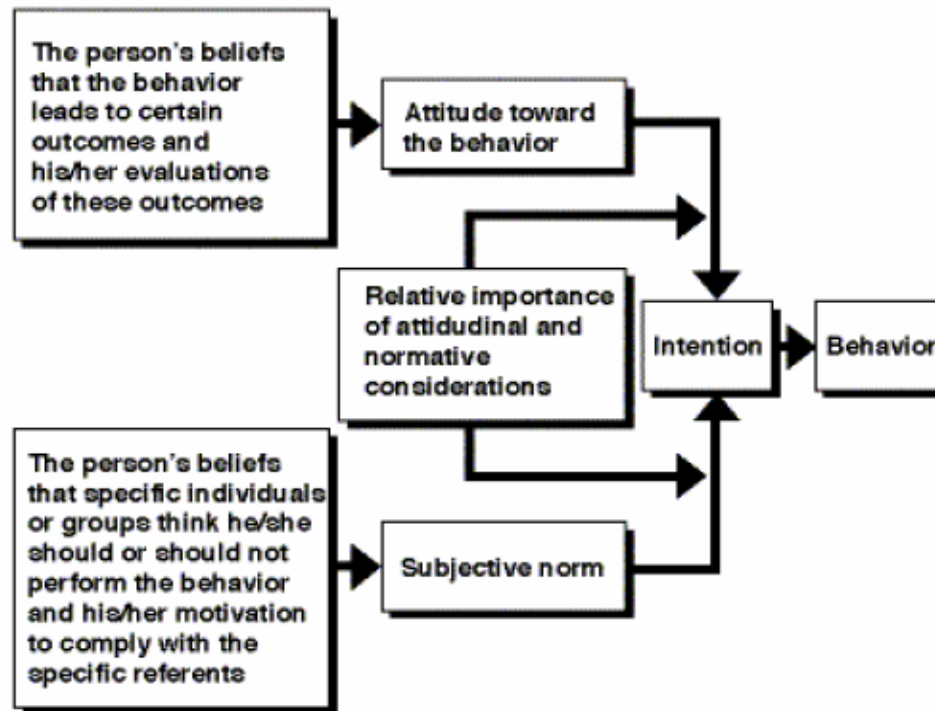 The person's beliefs
that the behavior
leads to certain
outcomes and
his/her evaluations
of these outcomes
Attitude toward
the behavior
Relative importance
of attidudinal and
normative
considerations
Intention
Behavior
The person's beliefs
that specific individuals
or groups think he/she
should or should not
perform the behavior
and his/her motivation
to comply with the
specific referents
Subjective norm